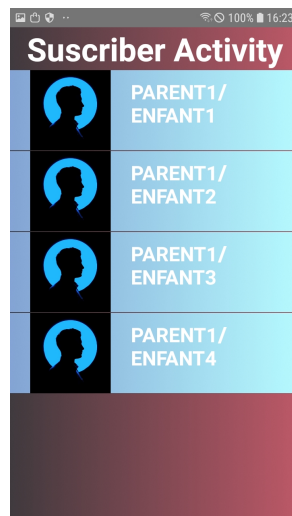 100% 16:23
Suscriber Activity
PARENT1/
ENFANT1
PARENT1/
ENFANT2
PARENT1/
ENFANT3
PARENT1/
ENFANT4